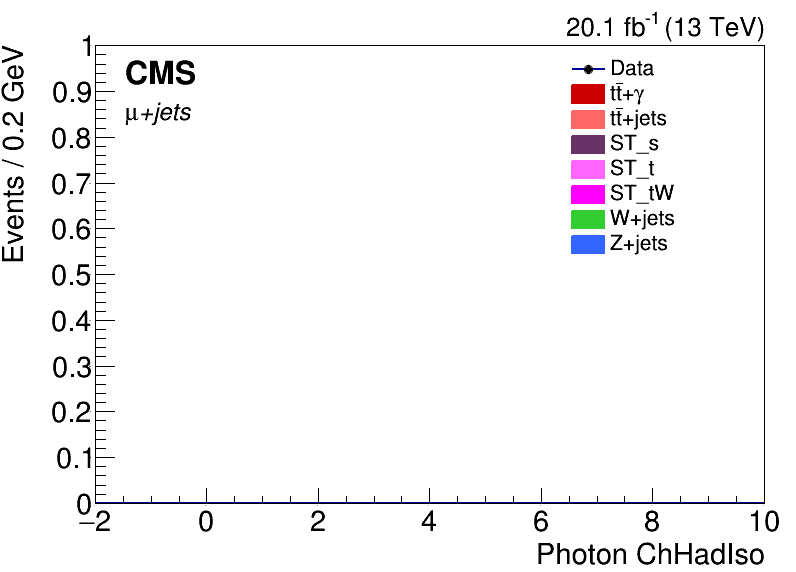 20.1 fb⁻¹ (13 TeV)
CMS
μ+jets
Data
tt̄+γ
tt̄+jets
ST_s
ST_t
ST_tW
W+jets
Z+jets
Events / 0.2 GeV
1
0.9
0.8
0.7
0.6
0.5
0.4
0.3
0.2
0.1
0
−2 0 2 4 6 8 10
Photon ChHadIso